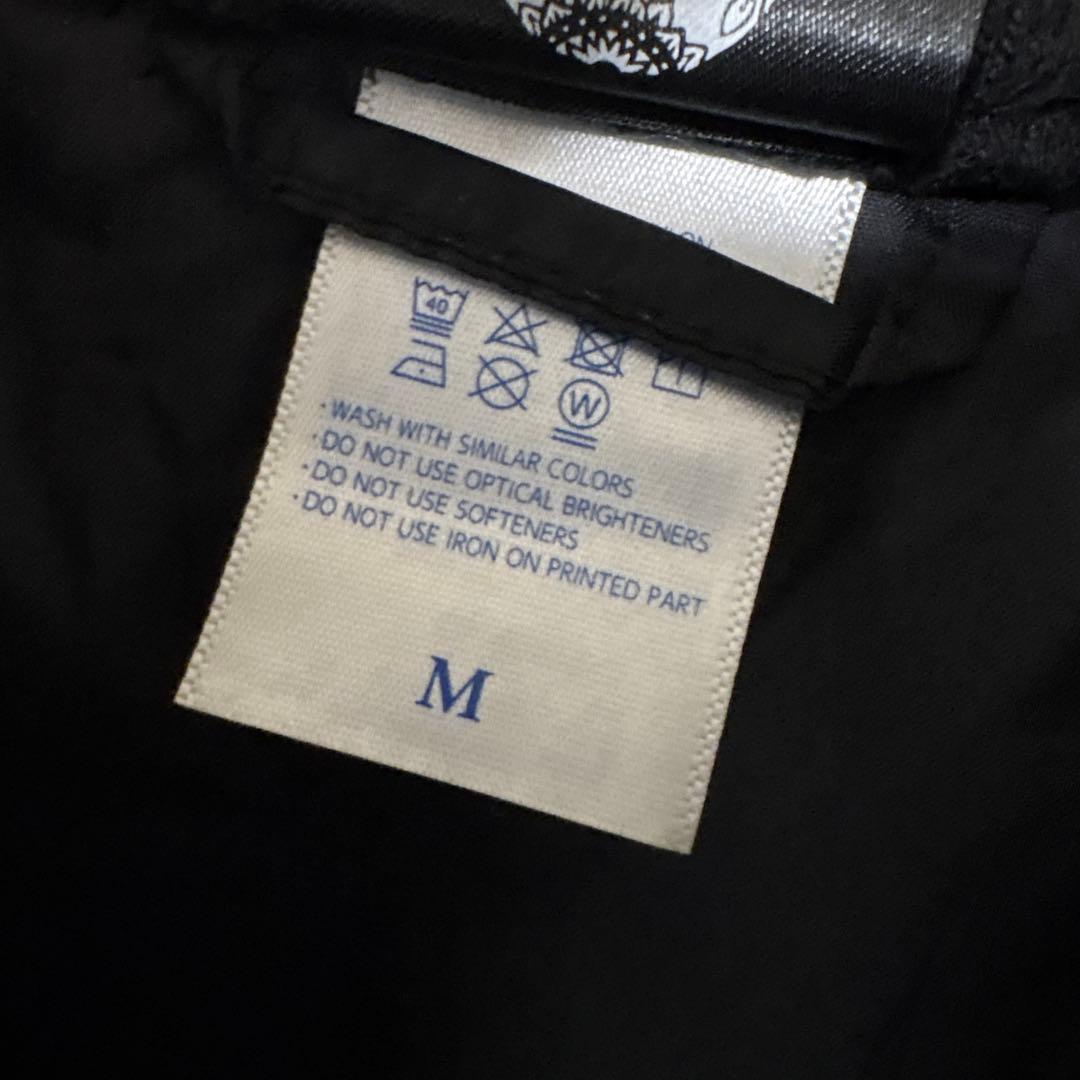 40
W
·WASH WITH SIMILAR COLORS
·DO NOT USE OPTICAL BRIGHTENERS
·DO NOT USE SOFTENERS
·DO NOT USE IRON ON PRINTED PART
M